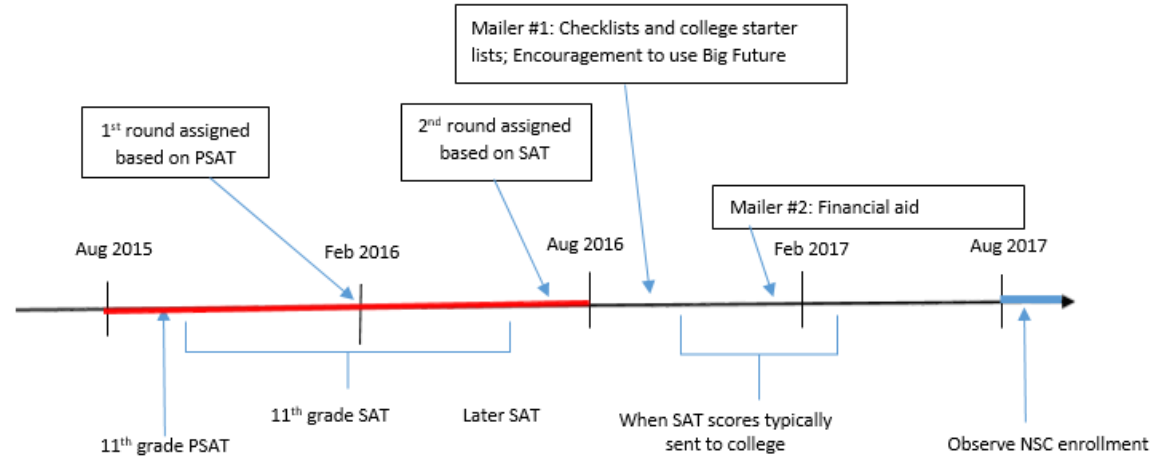 Mailer #1: Checklists and college starter
lists; Encouragement to use Big Future
1st round assigned
based on PSAT
2nd round assigned
based on SAT
Mailer #2: Financial aid
Aug 2015
Feb 2016
Aug 2016
Feb 2017
Aug 2017
11th grade SAT
Later SAT
When SAT scores typically
sent to college
11th grade PSAT
Observe NSC enrollment